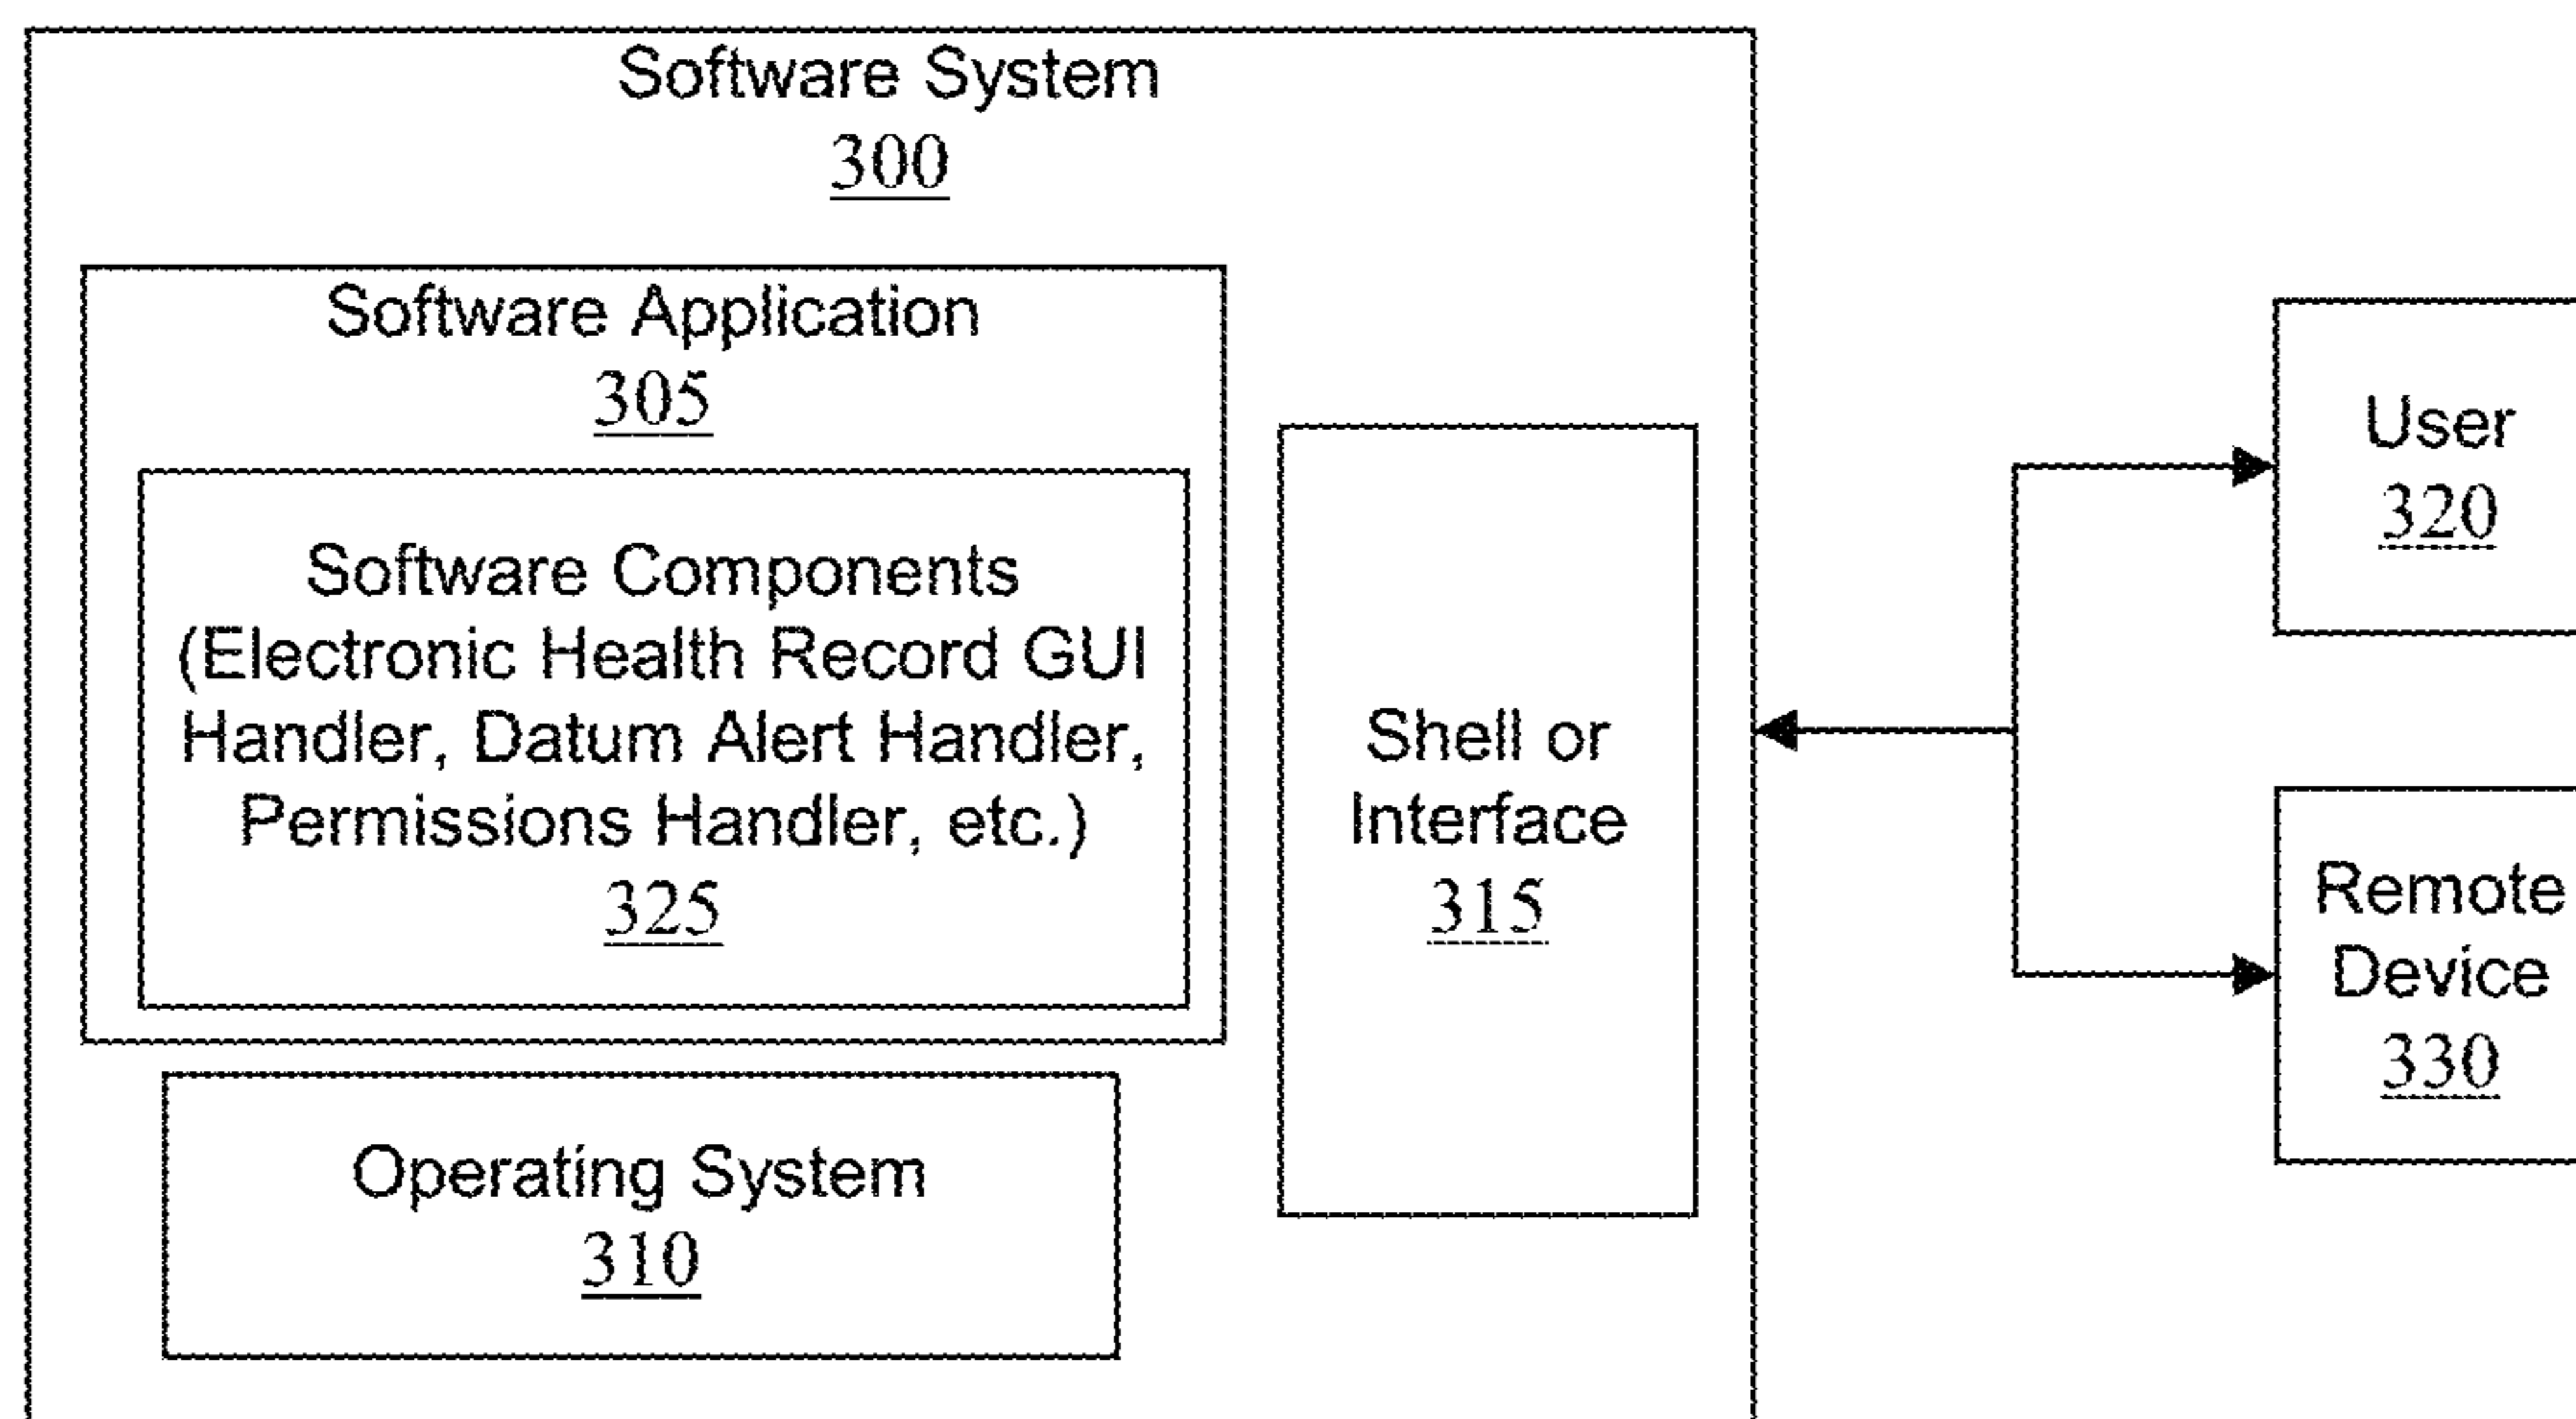 Software System
300
Software Application
305
Software Components
(Electronic Health Record GUI
Handler, Datum Alert Handler,
Permissions Handler, etc.)
325
Operating System
310
Shell or
Interface
315
User
320
Remote
Device
330